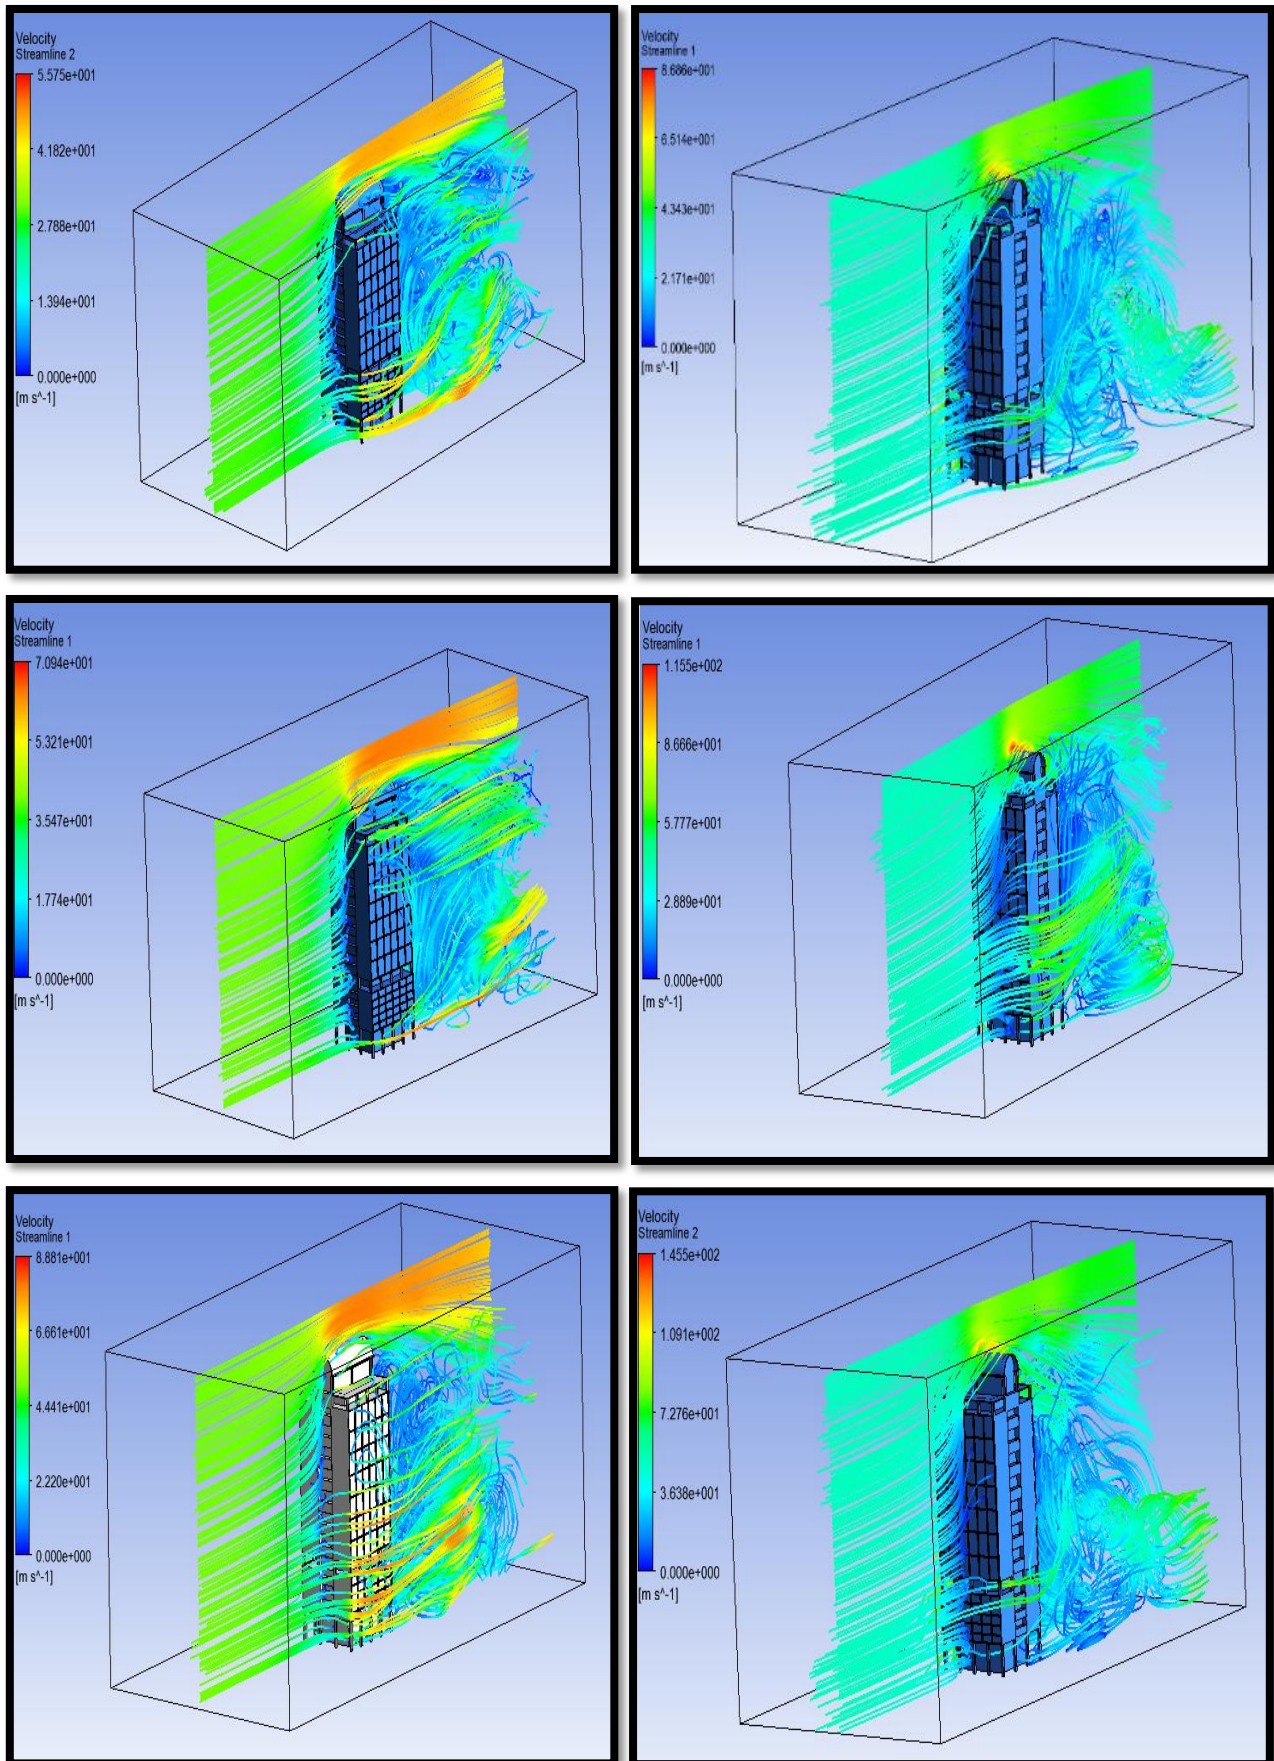 Velocity
Streamline 2
5.575e+001
4.182e+001
2.788e+001
1.394e+001
0.000e+000
[m s^-1]
Velocity
Streamline 1
8.686e+001
6.514e+001
4.343e+001
2.171e+001
0.000e+000
[m s^-1]
Velocity
Streamline 1
7.094e+001
5.321e+001
3.547e+001
1.774e+001
0.000e+000
[m s^-1]
Velocity
Streamline 1
1.155e+002
8.666e+001
5.777e+001
2.889e+001
0.000e+000
[m s^-1]
Velocity
Streamline 1
8.881e+001
6.661e+001
4.441e+001
2.220e+001
0.000e+000
[m s^-1]
Velocity
Streamline 2
1.455e+002
1.091e+002
7.276e+001
3.638e+001
0.000e+000
[m s^-1]